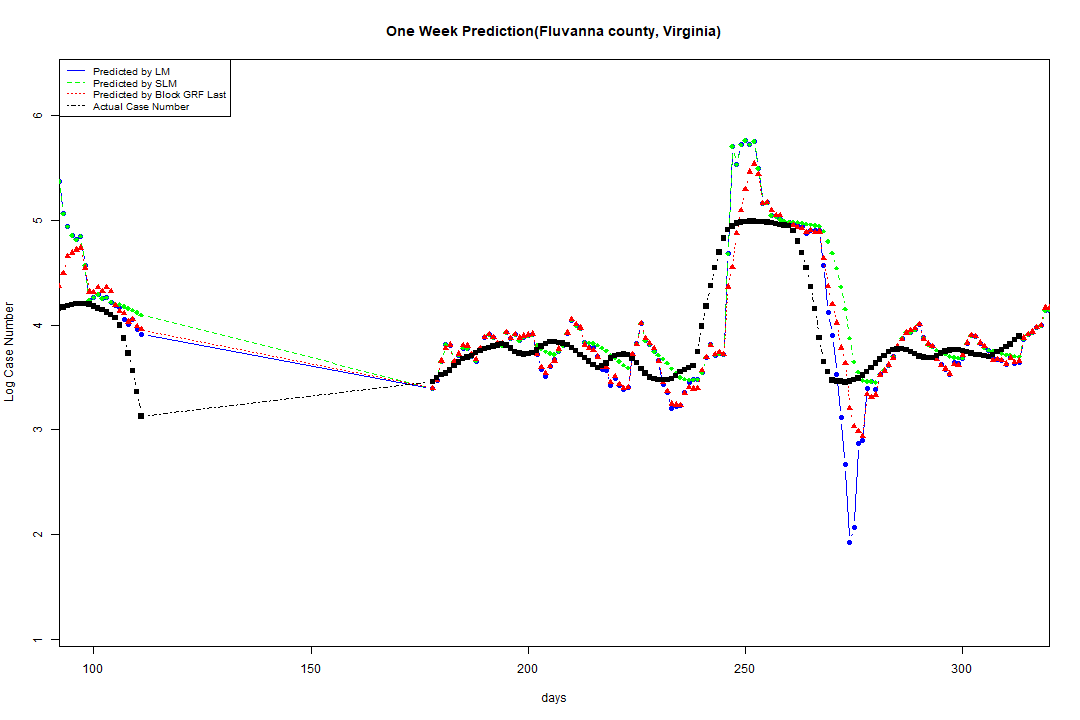 One Week Prediction(Fluvanna county, Virginia)
Predicted by LM
Predicted by SLM
Predicted by Block GRF Last
Actual Case Number
6
5
4
3
2
1
Log Case Number
100 150 200 250 300
days